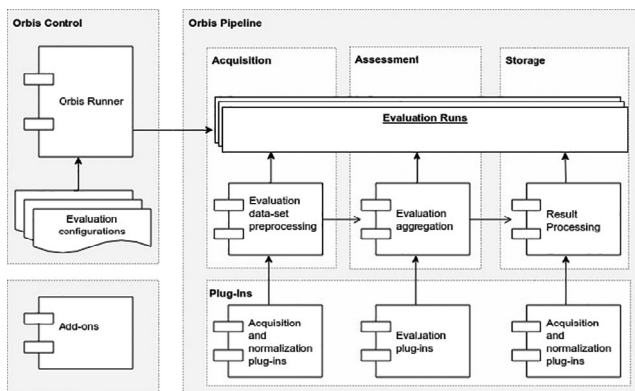 Orbis Control
Orbis Runner
Evaluation
configurations
Add-ons
Orbis Pipeline
Acquisition
Assessment
Storage
Evaluation Runs
Evaluation
data-set
preprocessing
Evaluation
aggregation
Result
Processing
Plug-Ins
Acquisition
and
normalization
plug-ins
Evaluation
plug-ins
Acquisition
and
normalization
plug-ins